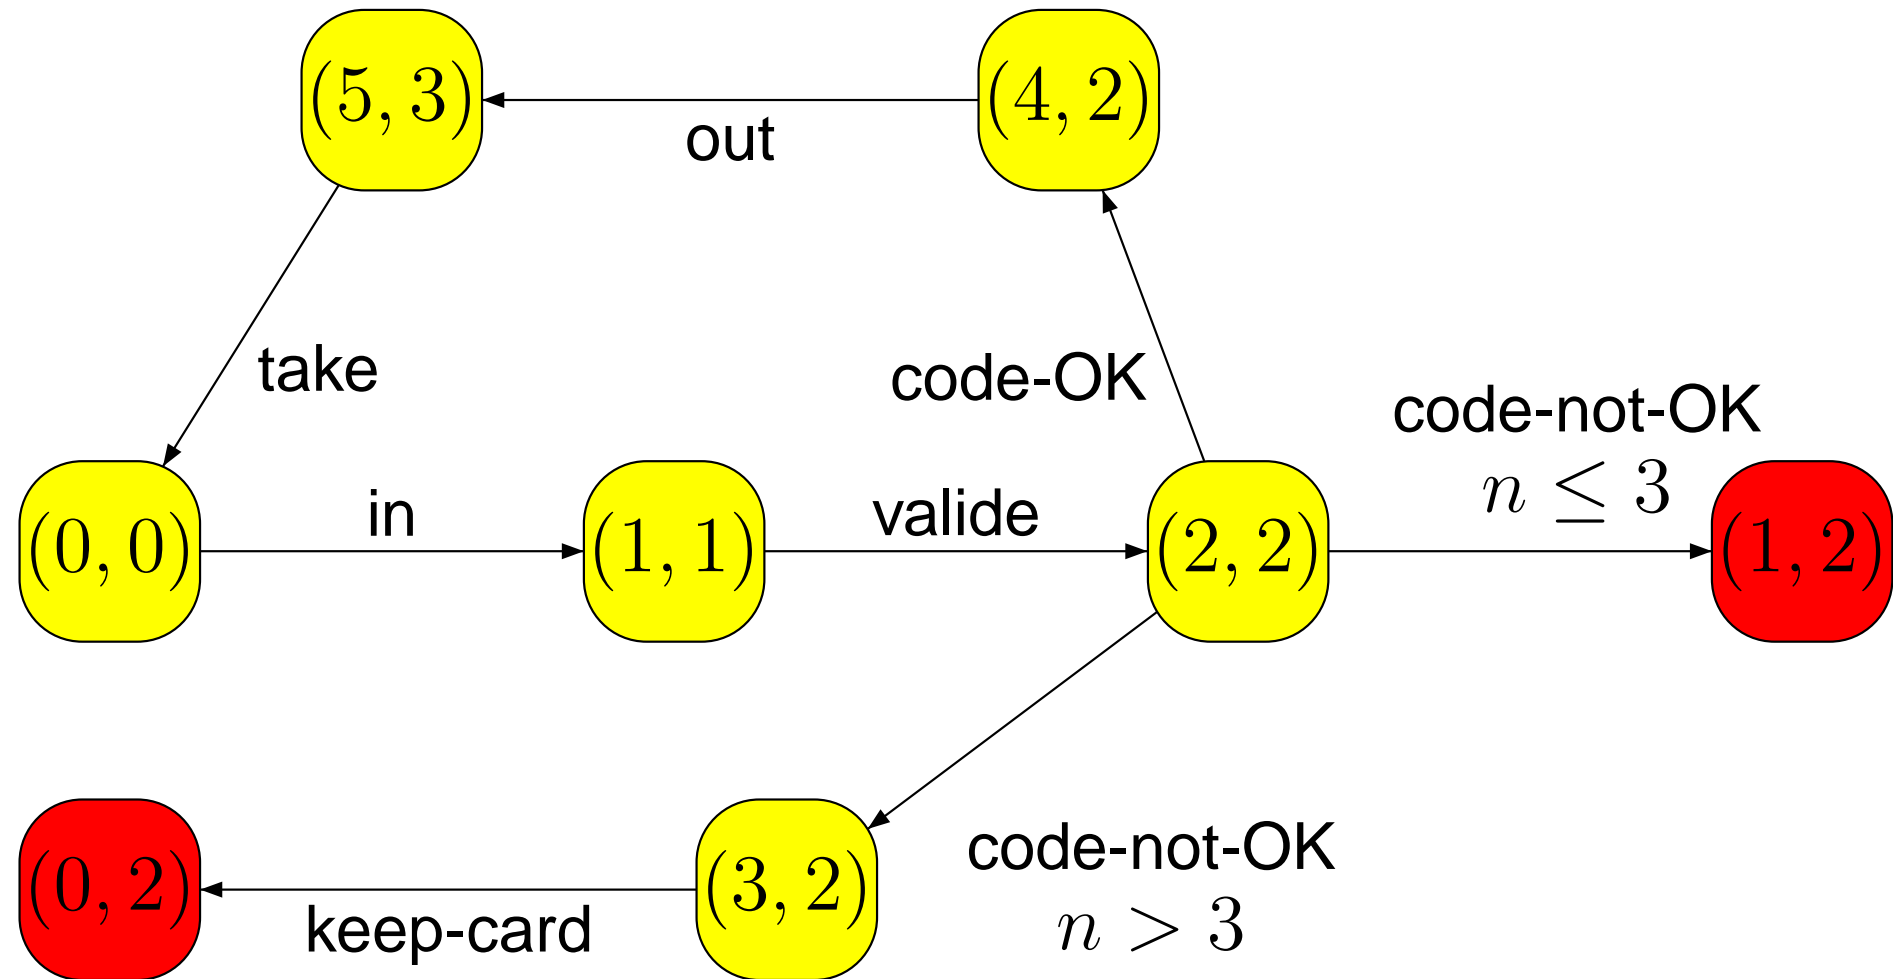 (5, 3)
(4, 2)
out
take
code-OK
code-not-OK
n ≤ 3
(0, 0)
in
(1, 1)
valide
(2, 2)
(1, 2)
(0, 2)
keep-card
(3, 2)
code-not-OK
n > 3